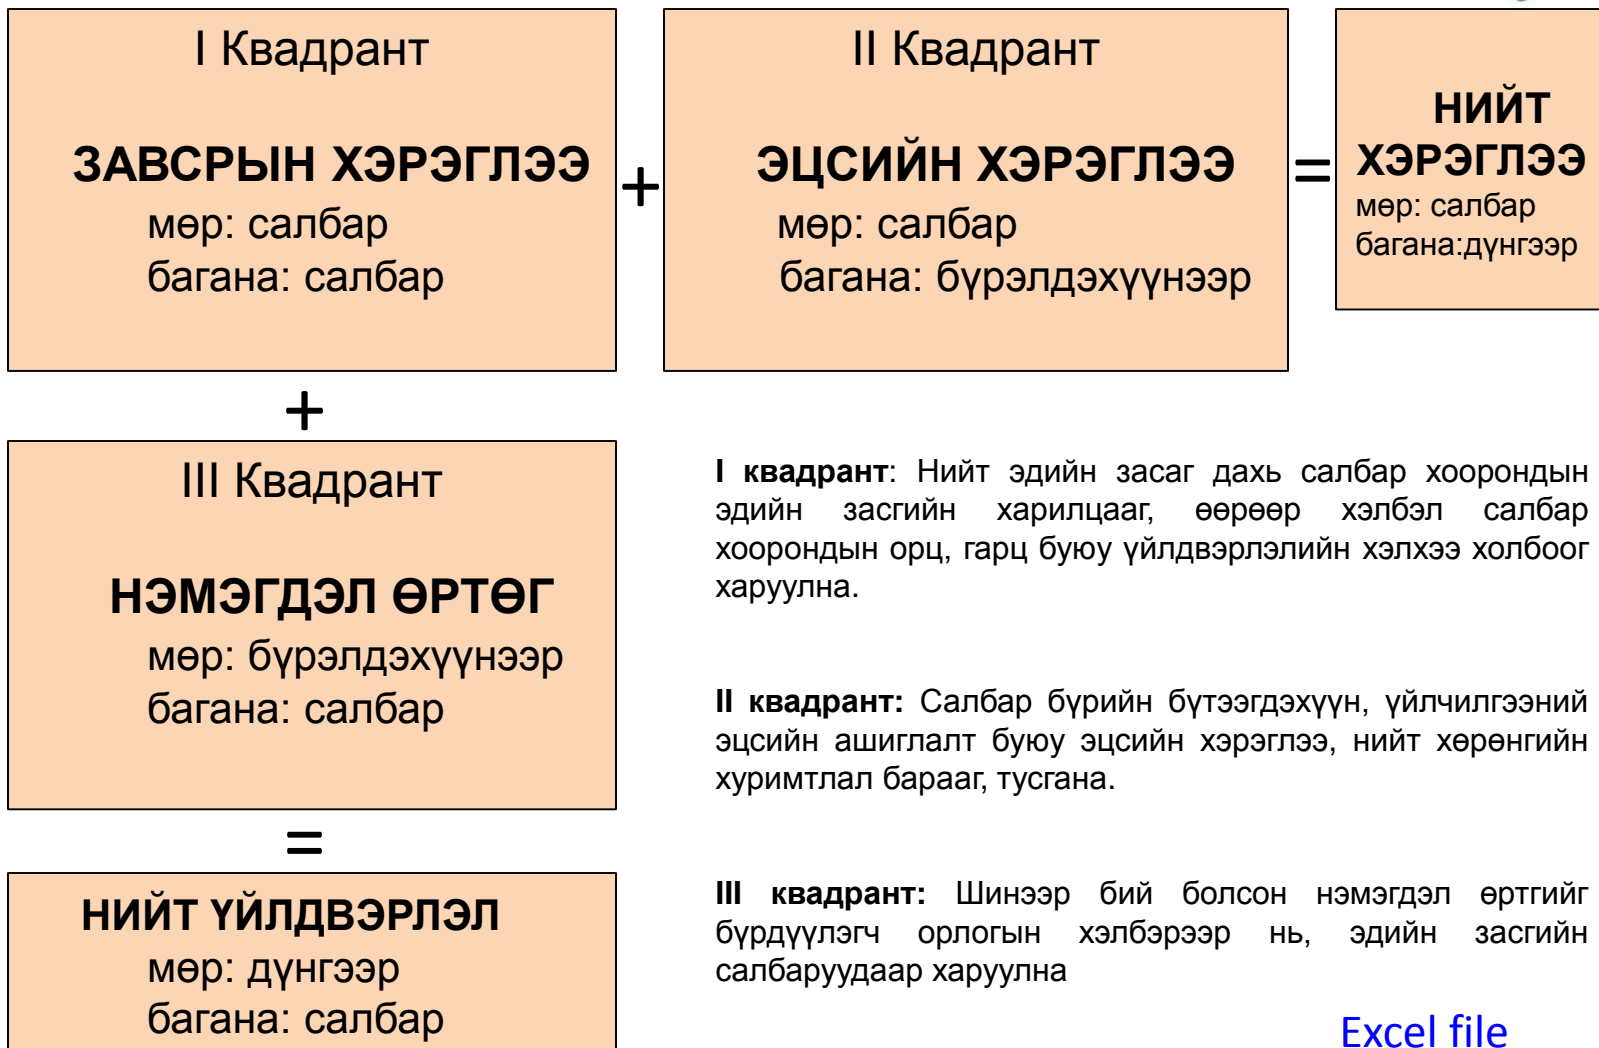 I Квадрант
ЗАВСРЫН ХЭРЭГЛЭЭ
мөр: салбар
багана: салбар
+
II Квадрант
ЭЦСИЙН ХЭРЭГЛЭЭ
мөр: салбар
багана: бүрэлдэхүүнээр
=
НИЙТ
ХЭРЭГЛЭЭ
мөр: салбар
багана:дүнгээр
+
III Квадрант
НЭМЭГДЭЛ ӨРТӨГ
мөр: бүрэлдэхүүнээр
багана: салбар
=
НИЙТ ҮЙЛДВЭРЛЭЛ
мөр: дүнгээр
багана: салбар
I квадрант: Нийт эдийн засаг дахь салбар хоорондын
эдийн засгийн харилцааг, өөрөөр хэлбэл салбар
хоорондын орц, гарц буюу үйлдвэрлэлийн хэлхээ холбоог
харуулна.
II квадрант: Салбар бүрийн бүтээгдэхүүн, үйлчилгээний
эцсийн ашиглалт буюу эцсийн хэрэглээ, нийт хөрөнгийн
хуримтлал барааг, тусгана.
III квадрант: Шинээр бий болсон нэмэгдэл өртгийг
бүрдүүлэгч орлогын хэлбэрээр нь, эдийн засгийн
салбаруудаар харуулна
Excel file